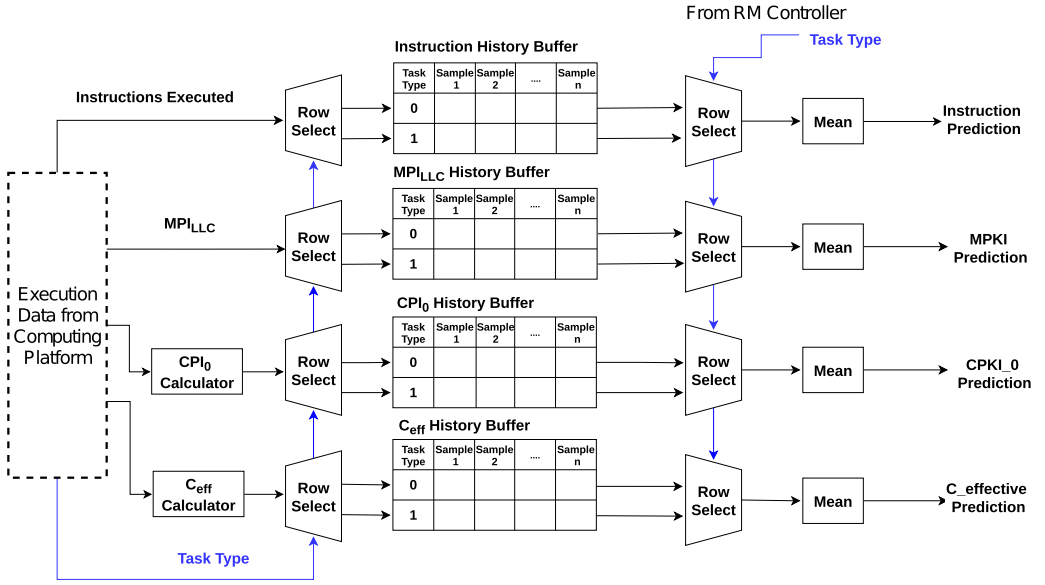 From RM Controller
Task Type
Instruction History Buffer
Task Type Sample 1 Sample 2 .... Sample n
0
1
Instructions Executed
Row Select
Row Select
Mean
Instruction Prediction
MPI_LLC History Buffer
Task Type Sample 1 Sample 2 .... Sample n
0
1
MPI_LLC
Row Select
Row Select
Mean
MPKI Prediction
Execution
Data from
Computing
Platform
CPI_0 History Buffer
Task Type Sample 1 Sample 2 .... Sample n
0
1
CPI_0
Calculator
Row Select
Row Select
Mean
CPKI_0 Prediction
C_eff History Buffer
Task Type Sample 1 Sample 2 .... Sample n
0
1
C_eff
Calculator
Row Select
Row Select
Mean
C_effective Prediction
Task Type